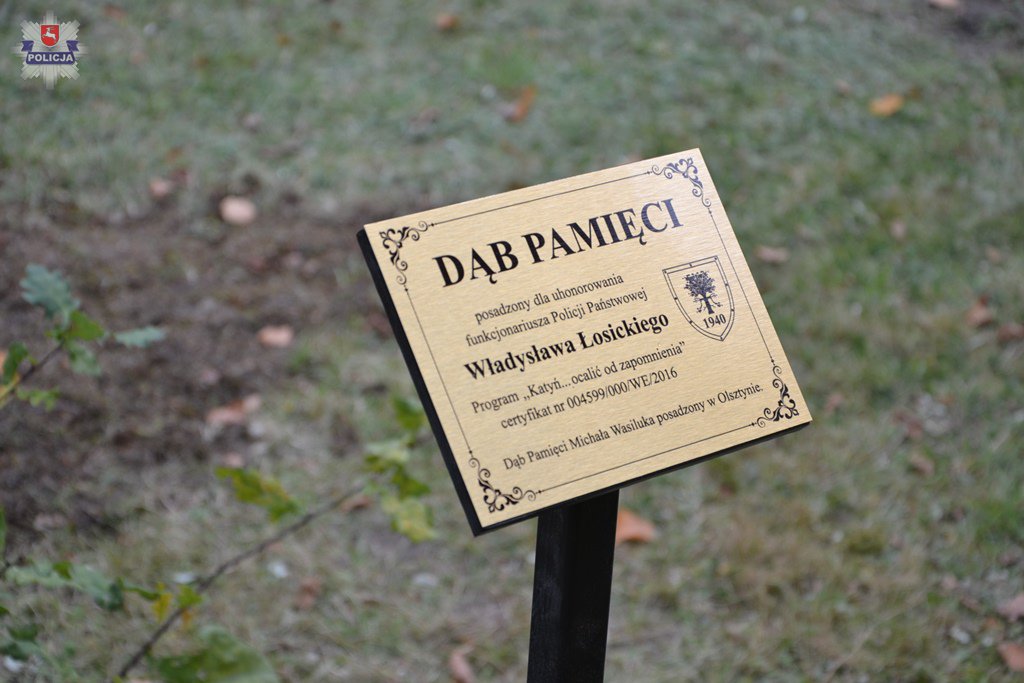 POLICJA
DĄB PAMIĘCI
posadzony dla uhonorowania
funkcjonariusza Policji Państwowej
Władysława Łosickiego
1940
Program „Katyń...ocalić od zapomnienia”
certyfikat nr 004599/000/WE/2016
Dąb Pamięci Michała Wasiluka posadzony w Olsztynie.